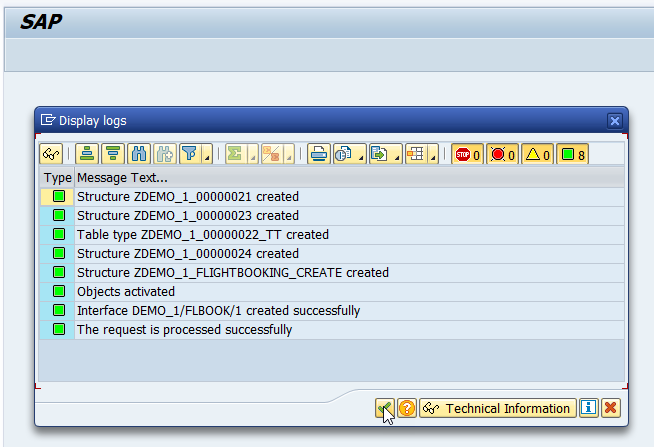 SAP
Display logs
STOP 0 0 0 8
Type Message Text...
Structure ZDEMO_1_00000021 created
Structure ZDEMO_1_00000023 created
Table type ZDEMO_1_00000022_TT created
Structure ZDEMO_1_00000024 created
Structure ZDEMO_1_FLIGHTBOOKING_CREATE created
Objects activated
Interface DEMO_1/FLBOOK/1 created successfully
The request is processed successfully
Technical Information